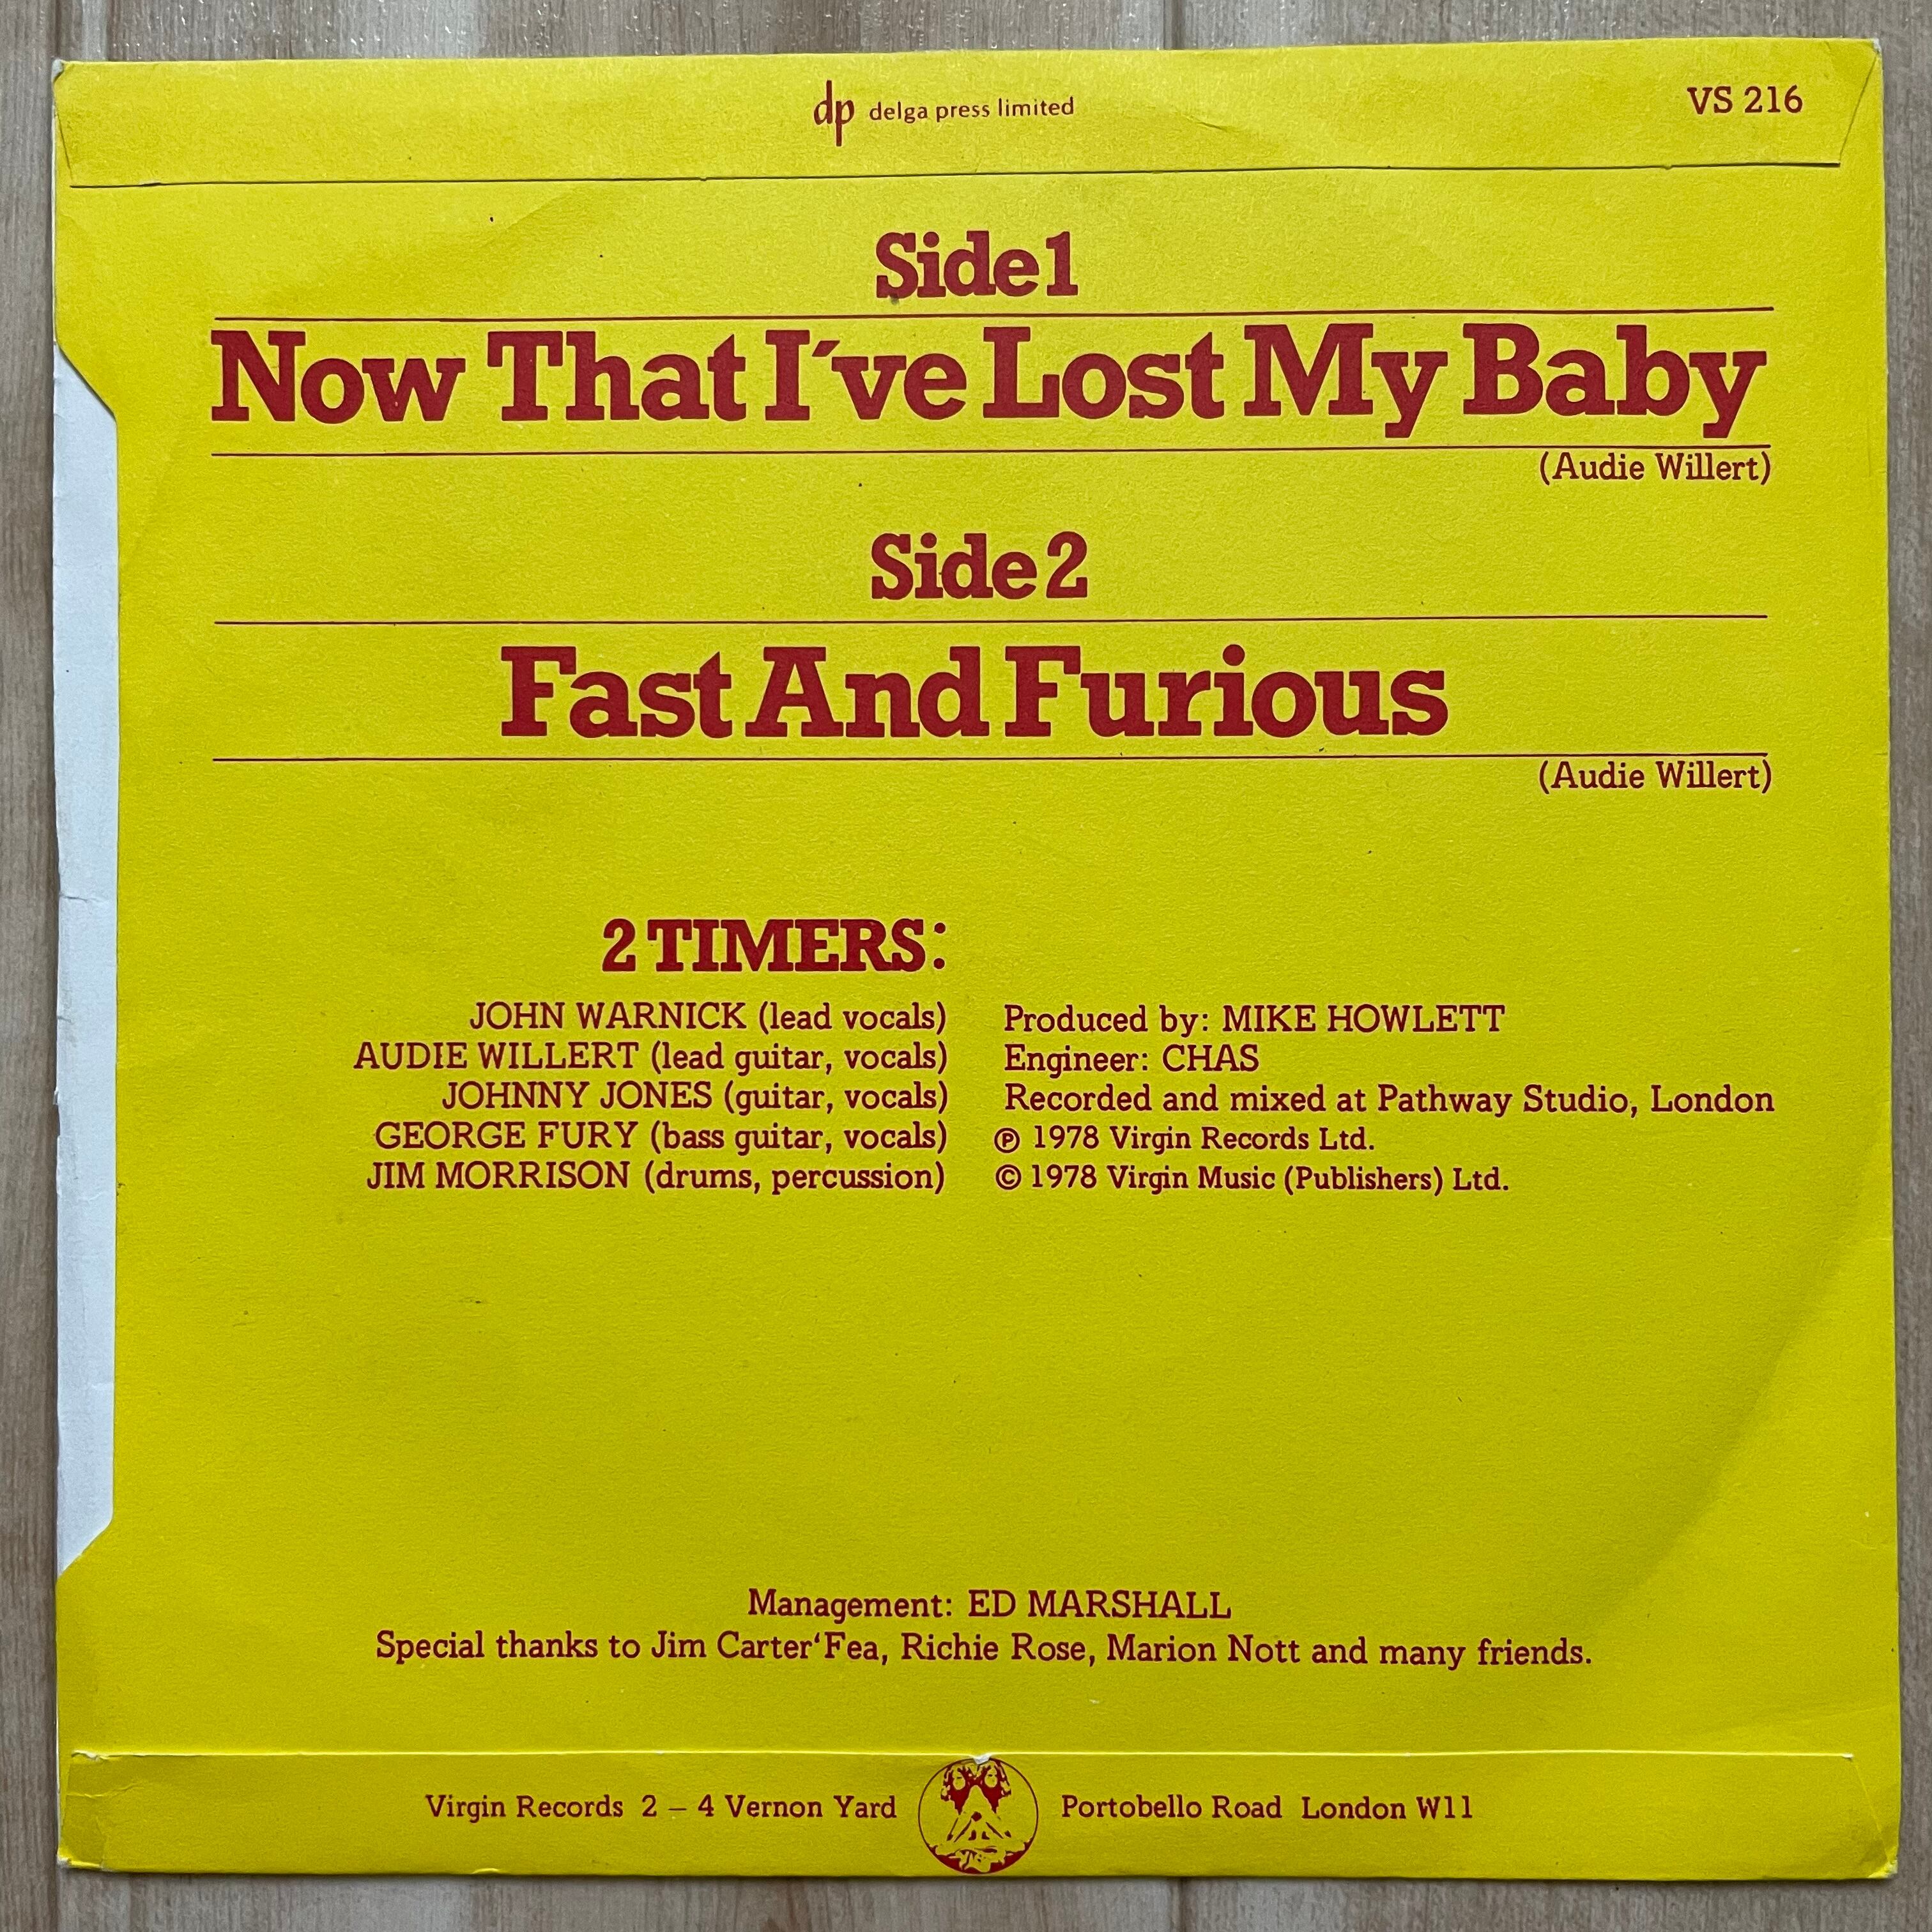 dp delga press limited
VS 216
Side 1
Now That I've Lost My Baby
(Audie Willert)
Side 2
Fast And Furious
(Audie Willert)
2 TIMERS:
JOHN WARNICK (lead vocals)
AUDIE WILLERT (lead guitar, vocals)
JOHNNY JONES (guitar, vocals)
GEORGE FURY (bass guitar, vocals)
JIM MORRISON (drums, percussion)
Produced by: MIKE HOWLETT
Engineer: CHAS
Recorded and mixed at Pathway Studio, London
℗ 1978 Virgin Records Ltd.
© 1978 Virgin Music (Publishers) Ltd.
Management: ED MARSHALL
Special thanks to Jim Carter‘Fea, Richie Rose, Marion Nott and many friends.
Virgin Records 2 – 4 Vernon Yard Portobello Road London W11